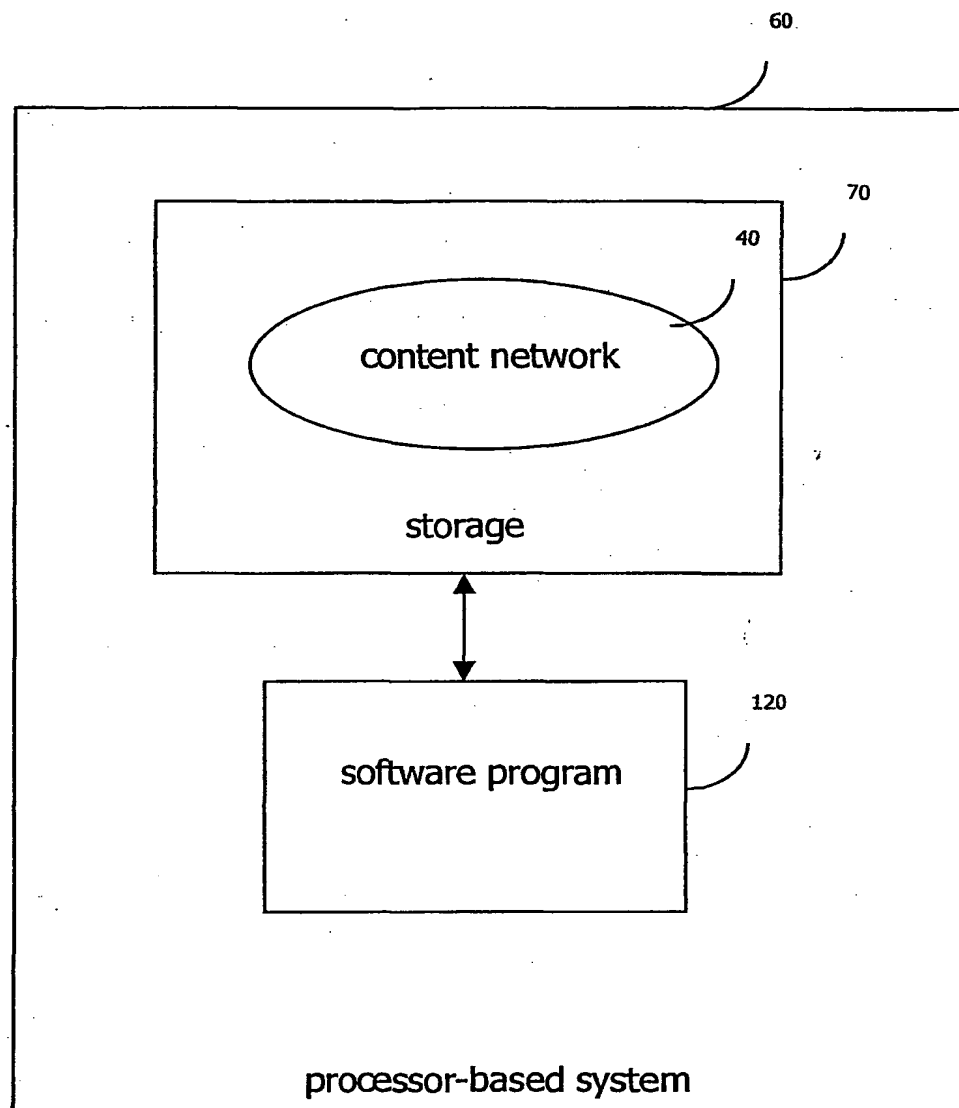 60
70
40
content network
storage
120
software program
processor-based system